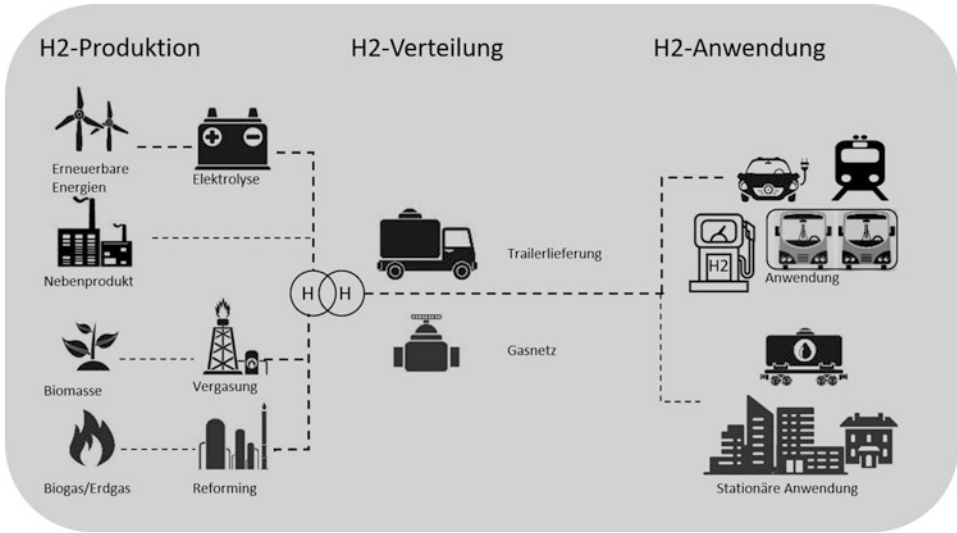 H2-Produktion
H2-Verteilung
H2-Anwendung
Erneuerbare
Energien
Elektrolyse
Nebenprodukt
Trailerlieferung
H2
Anwendung
H H
Gasnetz
Biomasse
Vergasung
Biogas/Erdgas
Reforming
Stationäre Anwendung